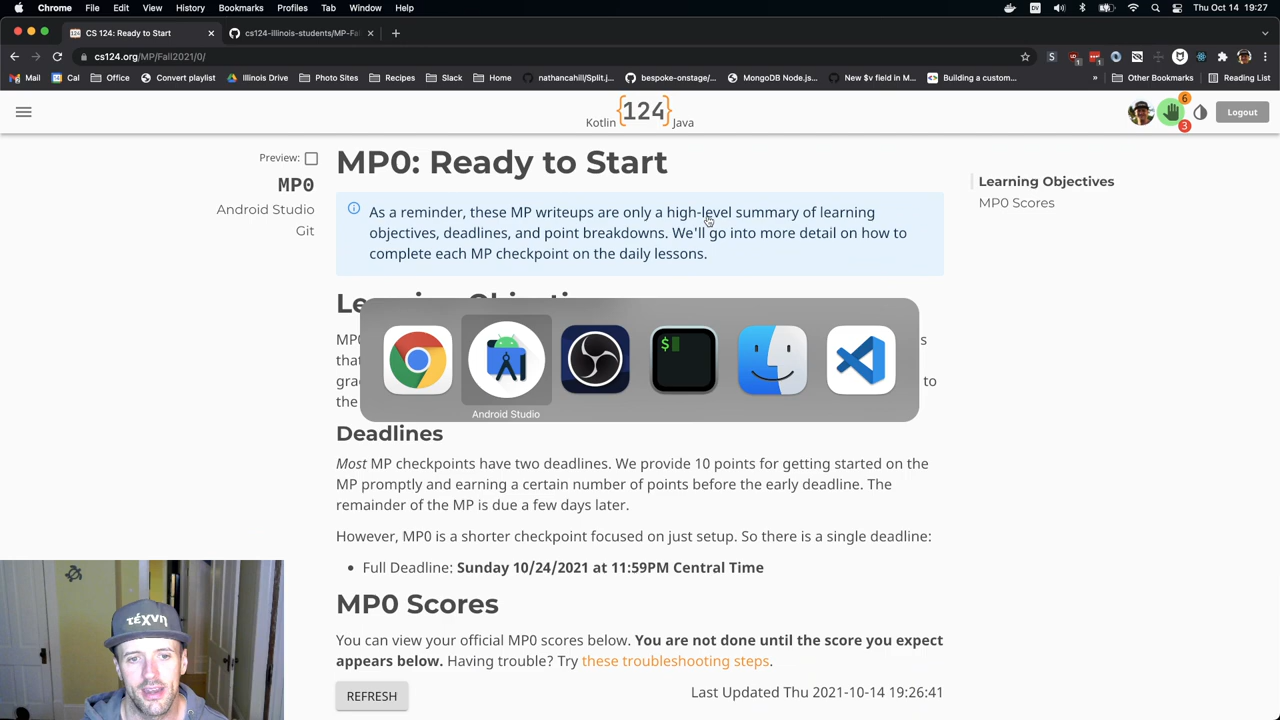 Chrome File Edit View History Bookmarks Profiles Tab Window Help
Thu Oct 14 19:27
CS 124: Ready to Start
cs124-illinois-students/MP-Fal
cs124.org/MP/Fall2021/0/
Mail
Cal
Office
Convert playlist
Illinois Drive
Photo Sites
Recipes
Slack
Home
nathancahill/Split.j...
bespoke-onstage/...
MongoDB Node.js...
New $v field in M...
Building a custom...
»
Other Bookmarks
Reading List
Kotlin {124} Java
6
3
Logout
Preview:
MP0
Android Studio
Git
MP0: Ready to Start
As a reminder, these MP writeups are only a high-level summary of learning
objectives, deadlines, and point breakdowns. We'll go into more detail on how to
complete each MP checkpoint on the daily lessons.
Learning Objectives
MP0 Scores
$
Android Studio
to
the
Deadlines
Most MP checkpoints have two deadlines. We provide 10 points for getting started on the
MP promptly and earning a certain number of points before the early deadline. The
remainder of the MP is due a few days later.
However, MP0 is a shorter checkpoint focused on just setup. So there is a single deadline:
• Full Deadline: Sunday 10/24/2021 at 11:59PM Central Time
MP0 Scores
You can view your official MP0 scores below. You are not done until the score you expect
appears below. Having trouble? Try these troubleshooting steps.
REFRESH
Last Updated Thu 2021-10-14 19:26:41
τέχνη